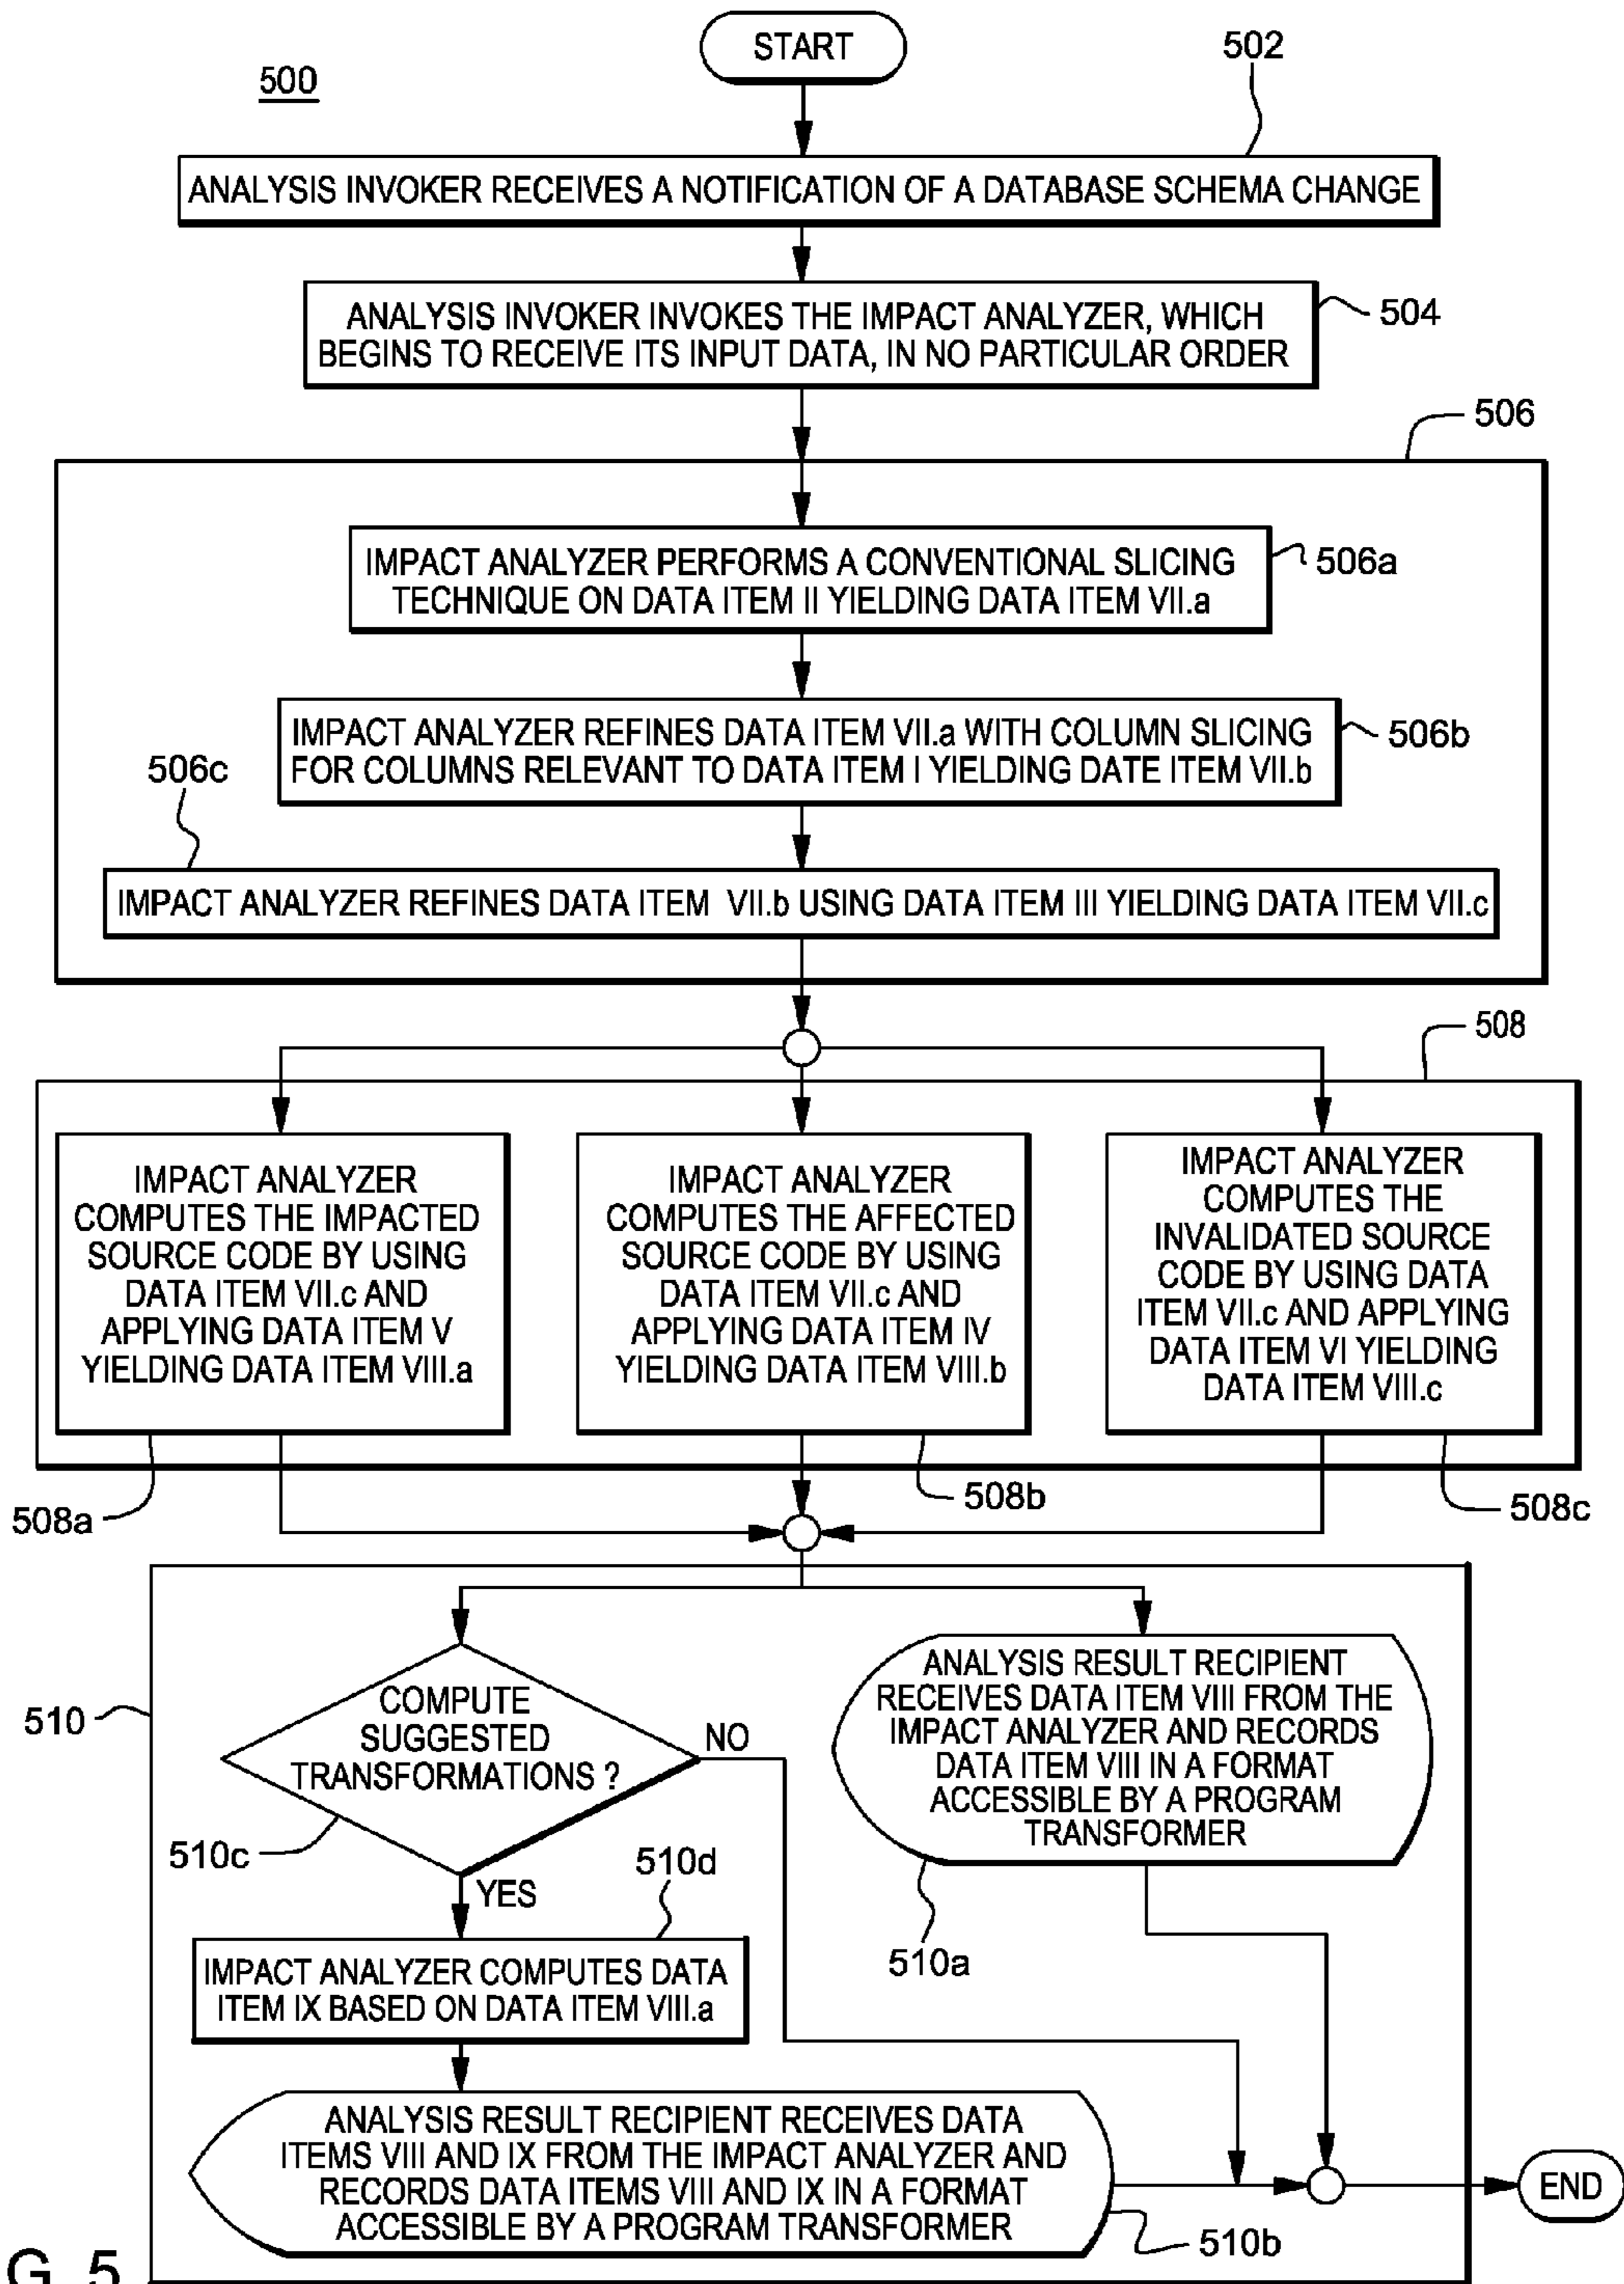 START
502
500
ANALYSIS INVOKER RECEIVES A NOTIFICATION OF A DATABASE SCHEMA CHANGE
ANALYSIS INVOKER INVOKES THE IMPACT ANALYZER, WHICH
BEGINS TO RECEIVE ITS INPUT DATA, IN NO PARTICULAR ORDER
504
506
IMPACT ANALYZER PERFORMS A CONVENTIONAL SLICING
TECHNIQUE ON DATA ITEM II YIELDING DATA ITEM VII.a
506a
IMPACT ANALYZER REFINES DATA ITEM VII.a WITH COLUMN SLICING
FOR COLUMNS RELEVANT TO DATA ITEM I YIELDING DATE ITEM VII.b
506b
506c
IMPACT ANALYZER REFINES DATA ITEM VII.b USING DATA ITEM III YIELDING DATA ITEM VII.c
508
IMPACT ANALYZER
COMPUTES THE IMPACTED
SOURCE CODE BY USING
DATA ITEM VII.c AND
APPLYING DATA ITEM V
YIELDING DATA ITEM VIII.a
IMPACT ANALYZER
COMPUTES THE AFFECTED
SOURCE CODE BY USING
DATA ITEM VII.c AND
APPLYING DATA ITEM IV
YIELDING DATA ITEM VIII.b
IMPACT ANALYZER
COMPUTES THE
INVALIDATED SOURCE
CODE BY USING DATA
ITEM VII.c AND APPLYING
DATA ITEM VI YIELDING
DATA ITEM VIII.c
508a
508b
508c
510
COMPUTE
SUGGESTED
TRANSFORMATIONS ?
NO
510c
YES
ANALYSIS RESULT RECIPIENT
RECEIVES DATA ITEM VIII FROM THE
IMPACT ANALYZER AND RECORDS
DATA ITEM VIII IN A FORMAT
ACCESSIBLE BY A PROGRAM
TRANSFORMER
510a
510d
IMPACT ANALYZER COMPUTES DATA
ITEM IX BASED ON DATA ITEM VIII.a
ANALYSIS RESULT RECIPIENT RECEIVES DATA
ITEMS VIII AND IX FROM THE IMPACT ANALYZER AND
RECORDS DATA ITEMS VIII AND IX IN A FORMAT
ACCESSIBLE BY A PROGRAM TRANSFORMER
510b
END
G. 5